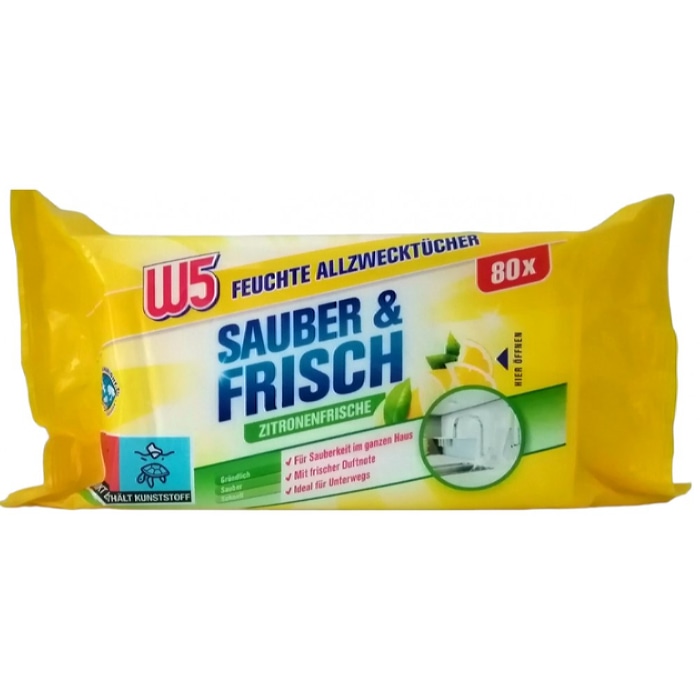 W5 FEUCHTE ALLZWECKTÜCHER
80x
SAUBER &
FRISCH
ZITRONENFRISCHE
HIER ÖFFNEN
Gründlich
Sauber
Schnell
✓ Für Sauberkeit im ganzen Haus
✓ Mit frischer Duftnote
✓ Ideal für Unterwegs
HÄLT KUNSTSTOFF